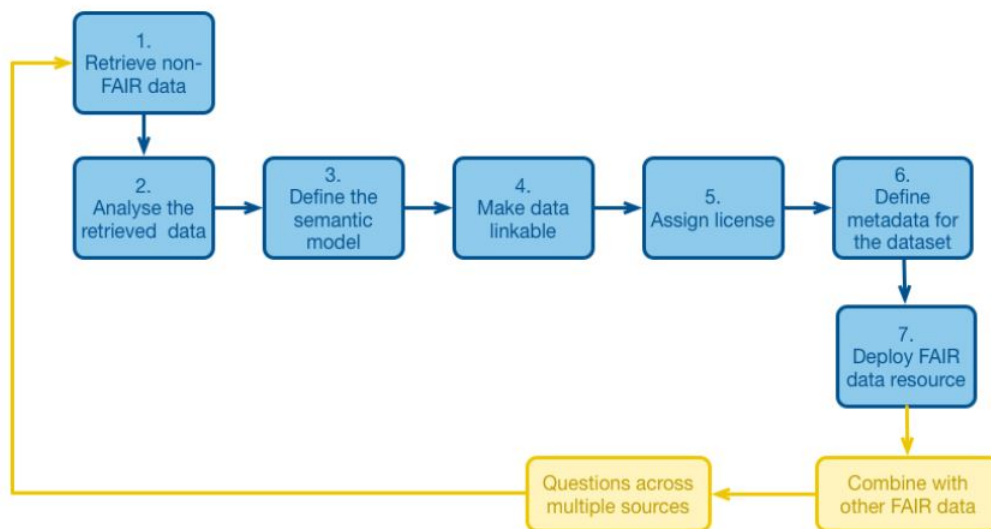 1.
Retrieve non-
FAIR data
2.
Analyse the
retrieved data
3.
Define the
semantic
model
4.
Make data
linkable
5.
Assign license
6.
Define
metadata for
the dataset
7.
Deploy FAIR
data resource
Combine with
other FAIR data
Questions across
multiple sources